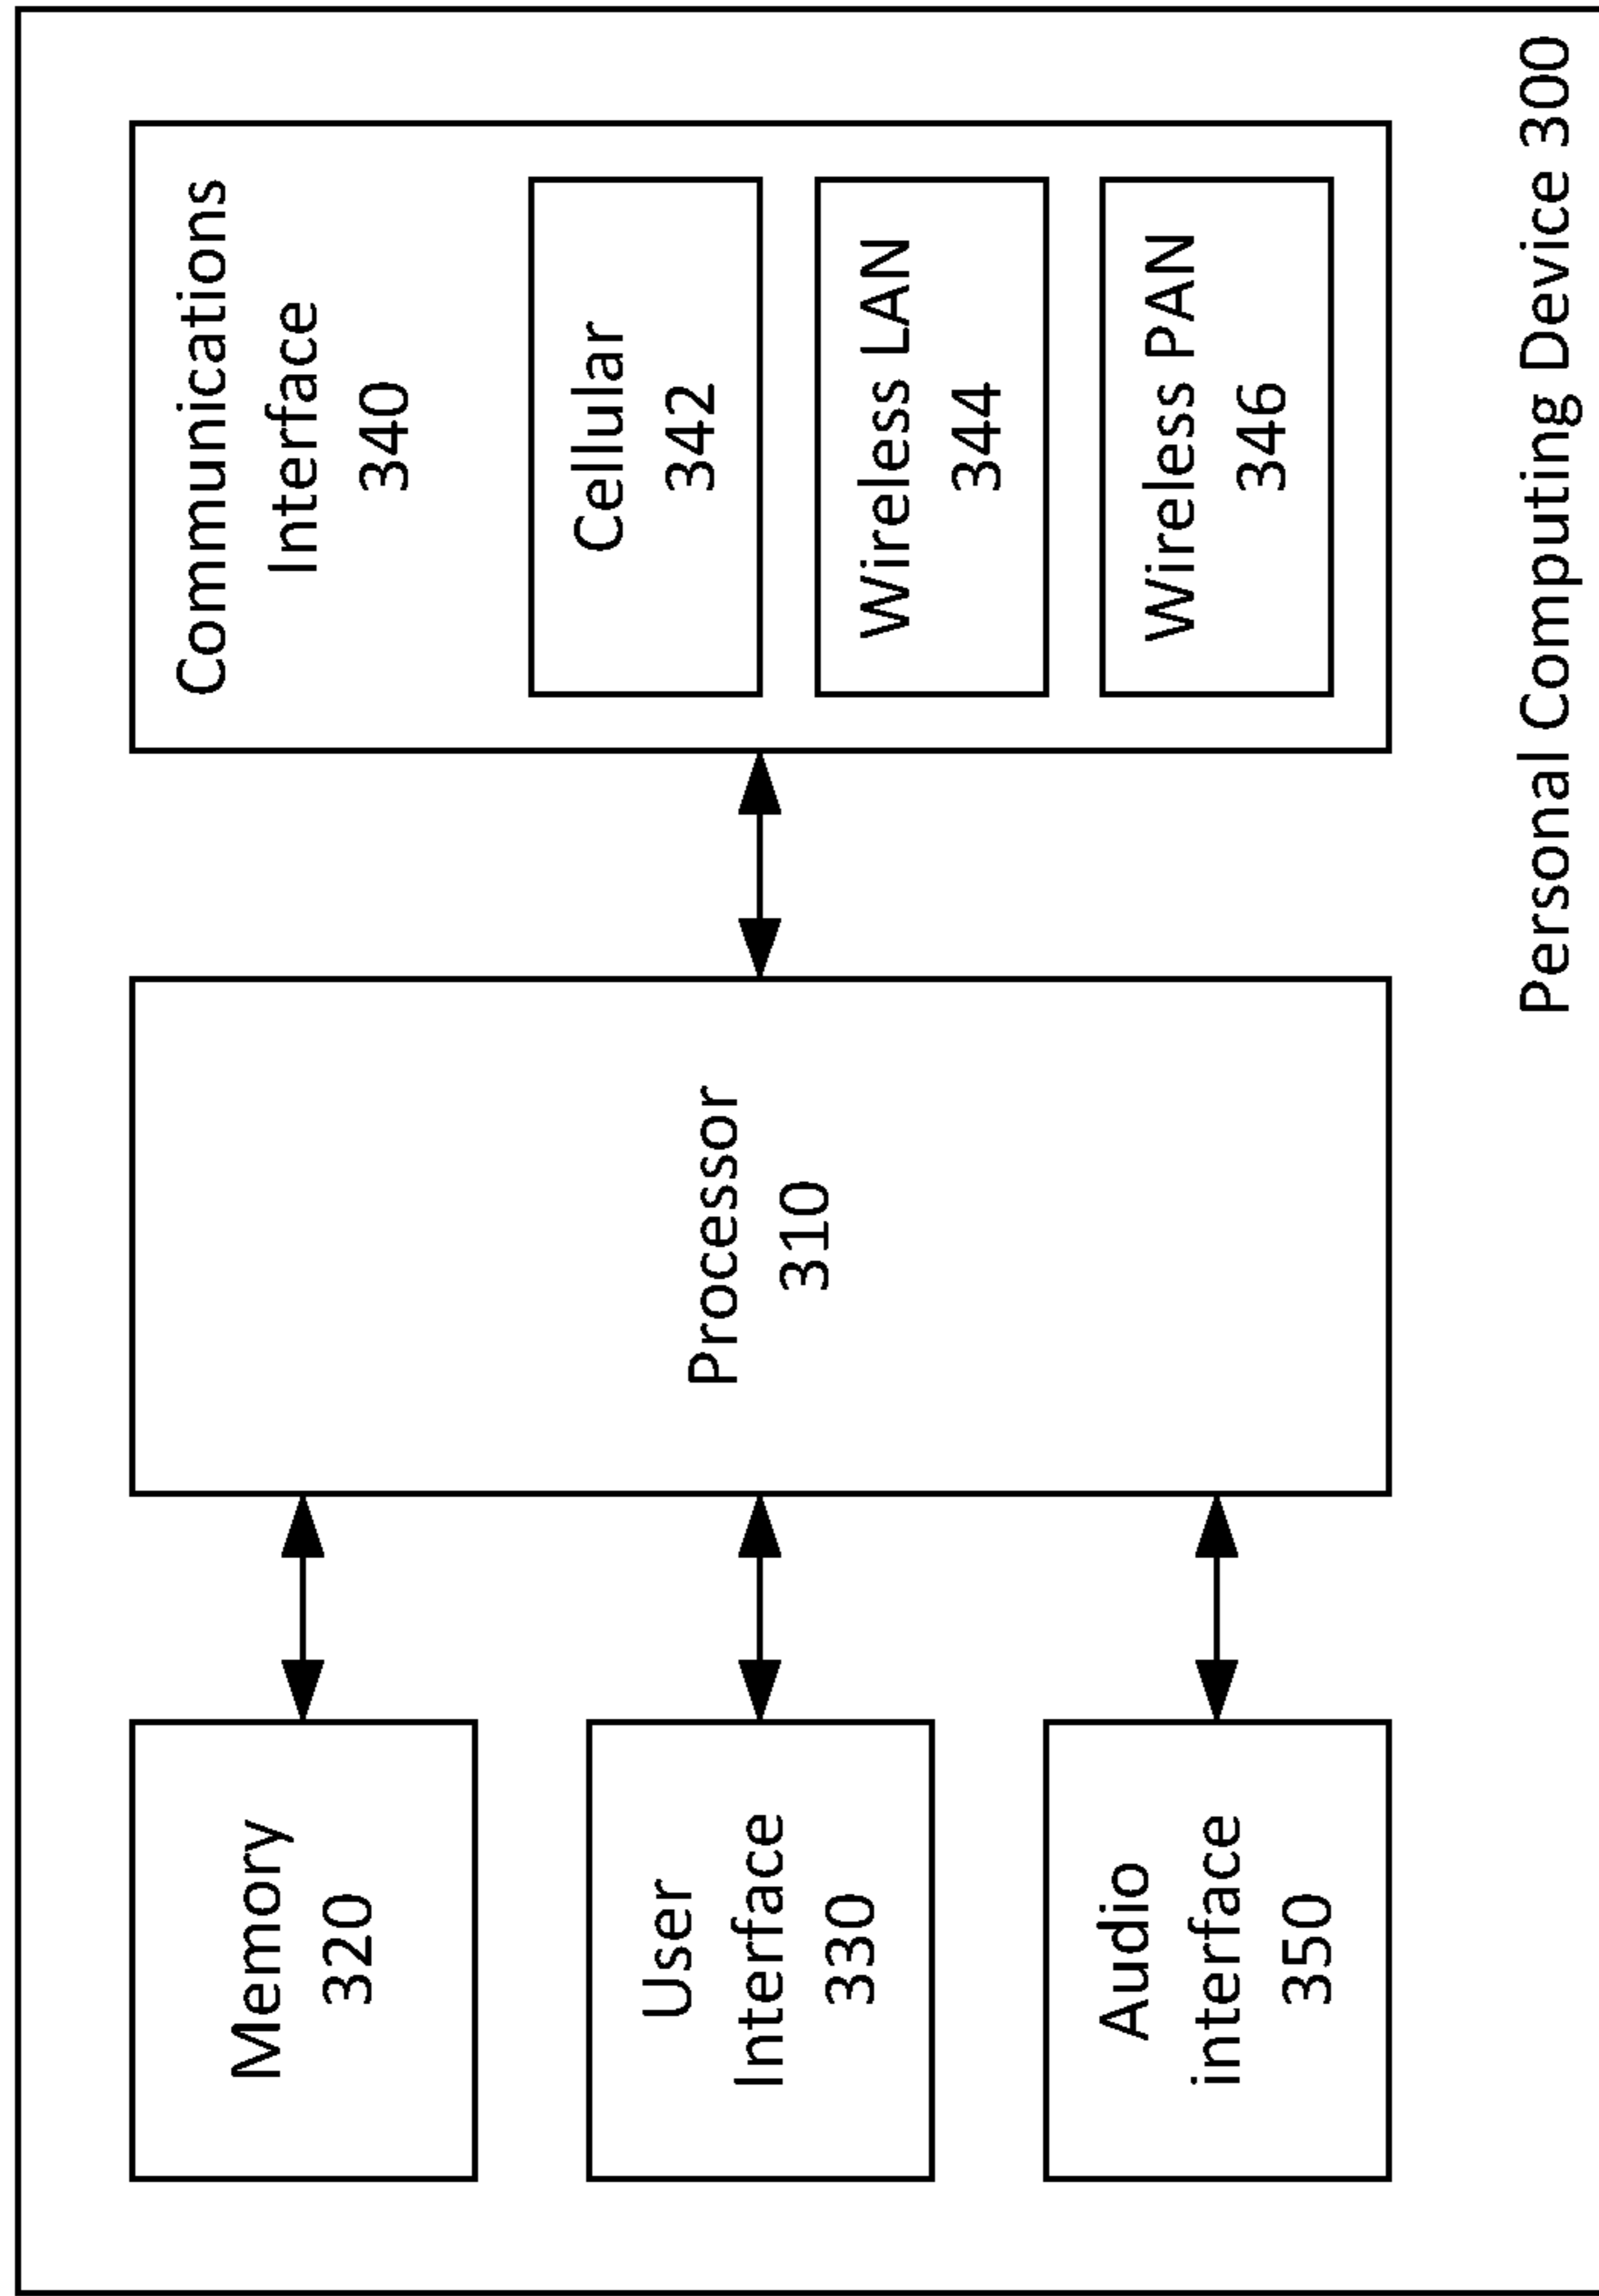 Memory
320
User
Interface
330
Audio
interface
350
Processor
310
Communications
Interface
340
Cellular
342
Wireless LAN
344
Wireless PAN
346
Personal Computing Device 300